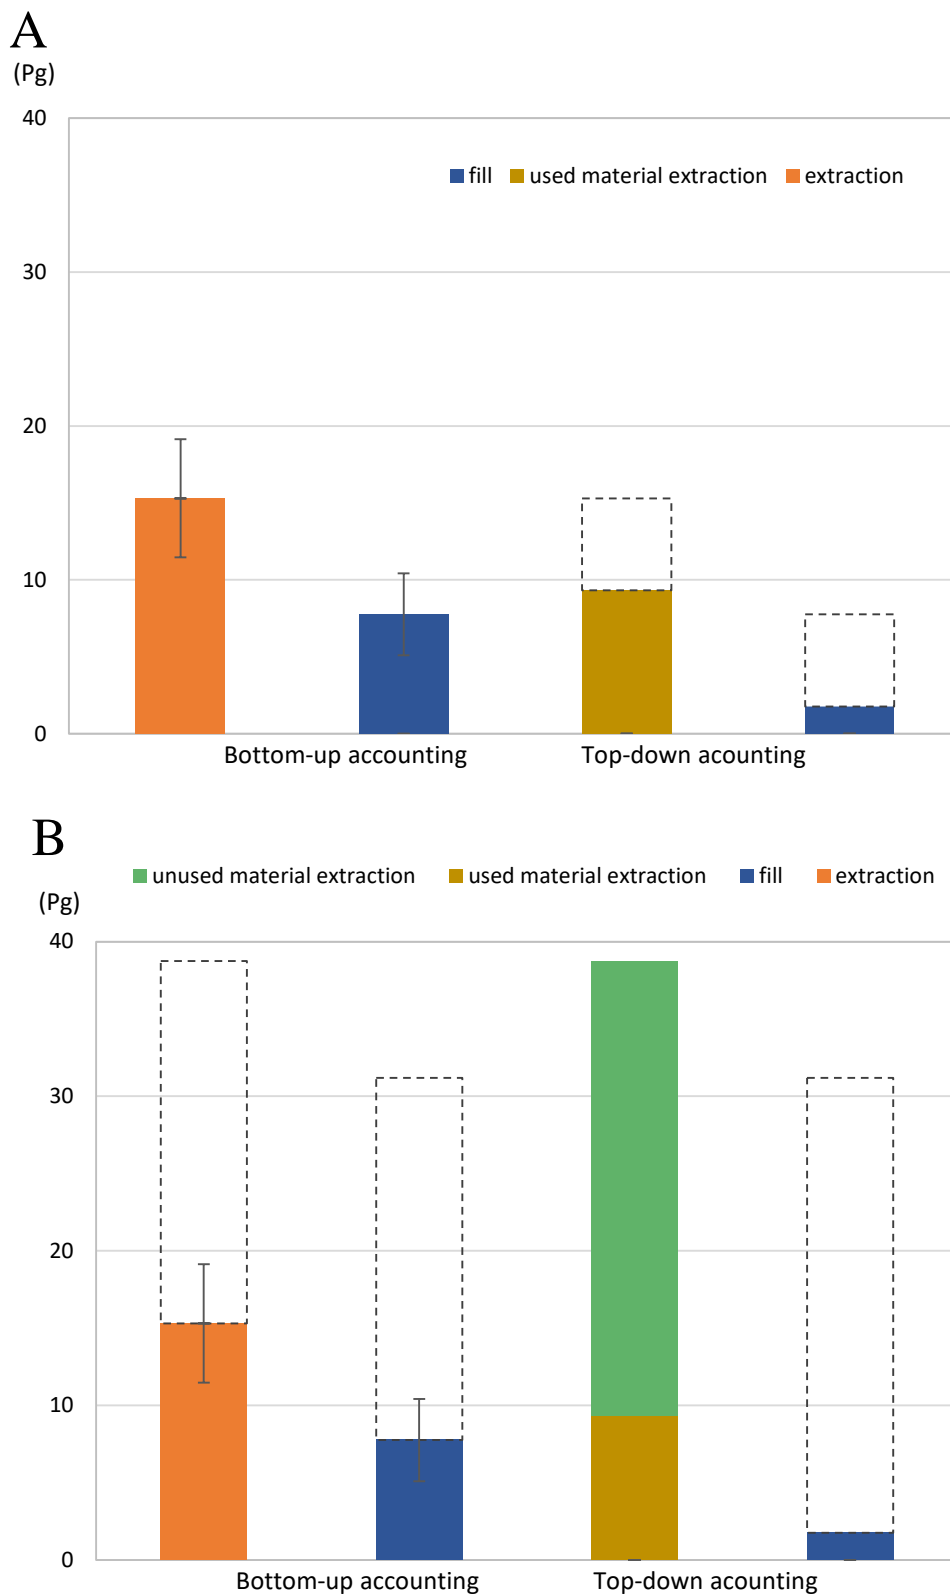 A
(Pg)
40
fill used material extraction extraction
30
20
10
0
Bottom-up accounting Top-down acounting
B
unused material extraction used material extraction fill extraction
(Pg)
40
30
20
10
0
Bottom-up accounting Top-down accounting